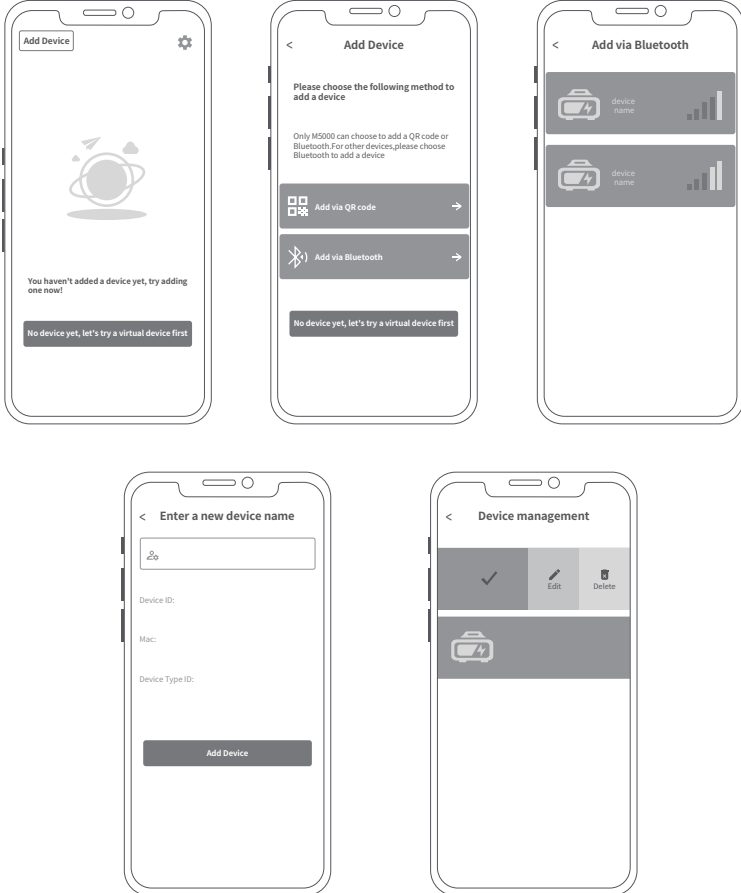 Add Device
You haven't added a device yet, try adding
one now!
No device yet, let's try a virtual device first
<
Add Device
Please choose the following method to
add a device
Only M5000 can choose to add a QR code or
Bluetooth.For other devices,please choose
Bluetooth to add a device
Add via QR code
Add via Bluetooth
No device yet, let's try a virtual device first
<
Add via Bluetooth
device
name
device
name
<
Enter a new device name
Device ID:
Mac:
Device Type ID:
Add Device
<
Device management
Edit
Delete